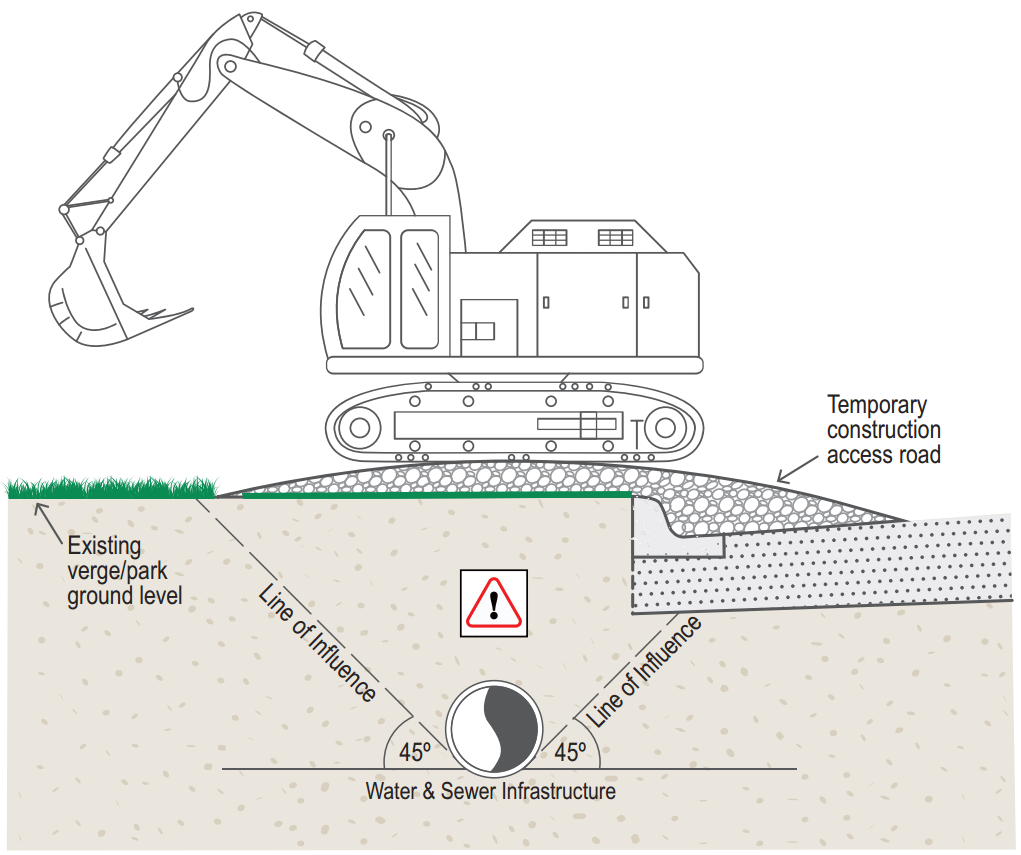 Temporary
construction
access road
Existing
verge/park
ground level
!
Line of Influence
Line of Influence
45º
45º
Water & Sewer Infrastructure